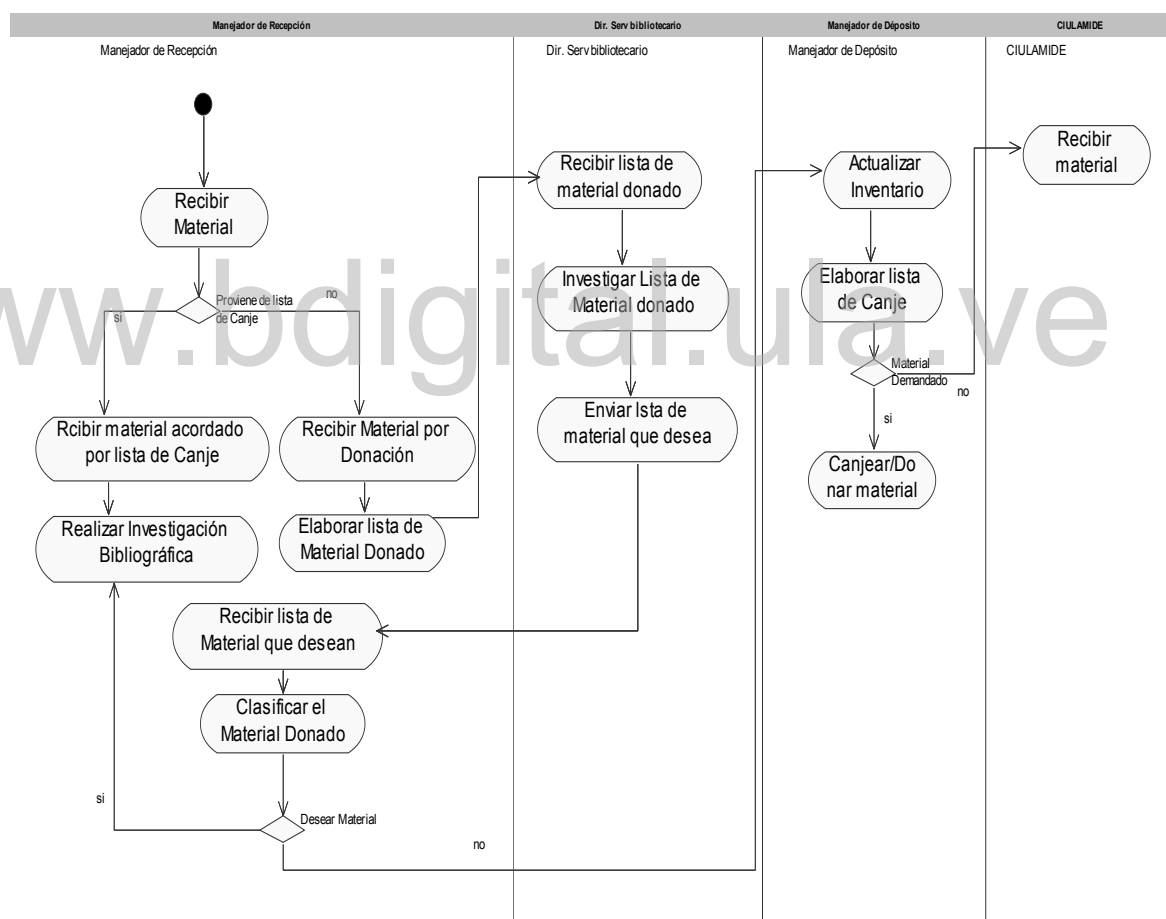 Manejador de Recepción
Dir. Serv bibliotecario
Manejador de Déposito
CIULAMIDE
Manejador de Recepción
Dir. Serv bibliotecario
Manejador de Depósito
CIULAMIDE
Recibir
Material
Proviene de lista
de Canje
si
no
Rcibir material acordado
por lista de Canje
Recibir Material por
Donación
Realizar Investigación
Bibliográfica
Elaborar lista de
Material Donado
Recibir lista de
Material que desean
Clasificar el
Material Donado
Desear Material
si
no
Recibir lista de
material donado
Investigar Lista de
Material donado
Enviar lsta de
material que desea
Actualizar
Inventario
Elaborar lista
de Canje
Material
Demandado
no
si
Canjear/Do
nar material
Recibir
material
ww.bdigital.ula.ve